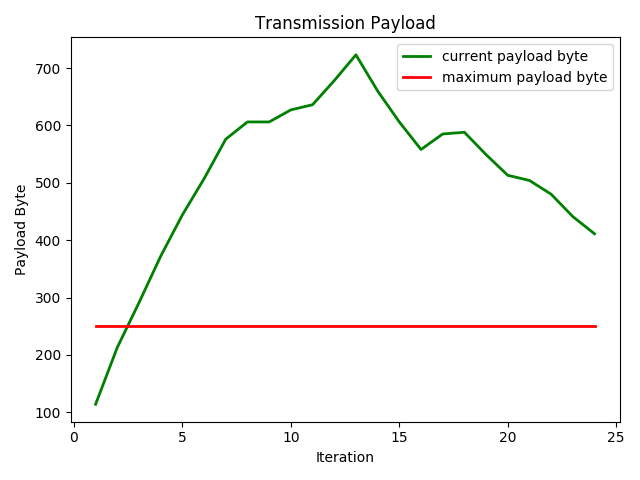 Transmission Payload
current payload byte
maximum payload byte
700
600
500
400
300
200
100
Payload Byte
0 5 10 15 20 25
Iteration